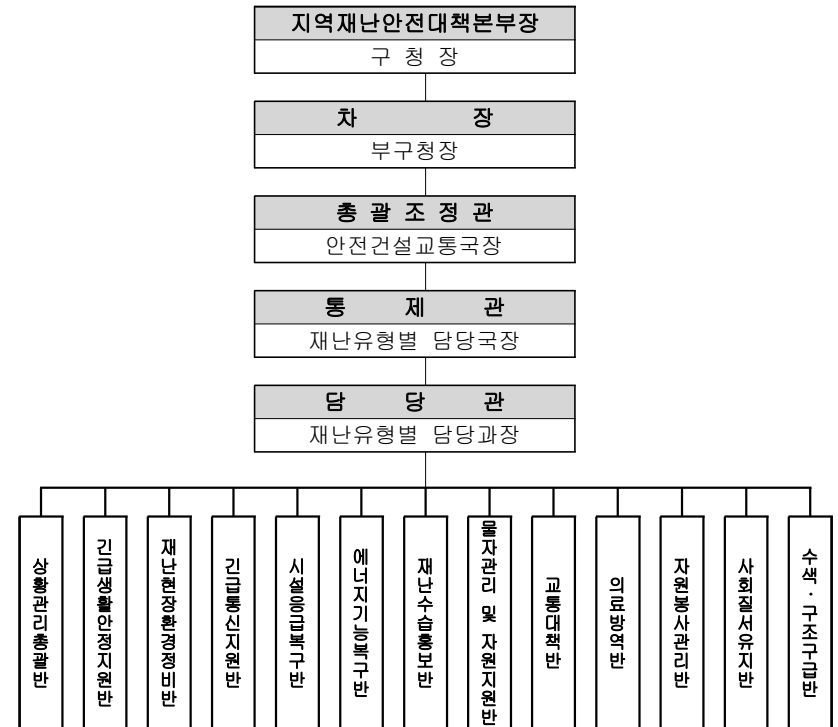 지역재난안전대책본부장
구 청 장
차 장
부구청장
총 괄 조 정 관
안전건설교통국장
통 제 관
재난유형별 담당국장
담 당 관
재난유형별 담당과장
상황관리총괄반
긴급생활안정지원반
재난현장환경정비반
긴급통신지원반
시설응급복구반
에너지기능복구반
재난수습홍보반
물자관리 및 자원지원반
교통대책반
의료방역반
자원봉사관리반
사회질서유지반
수색·구조구급반